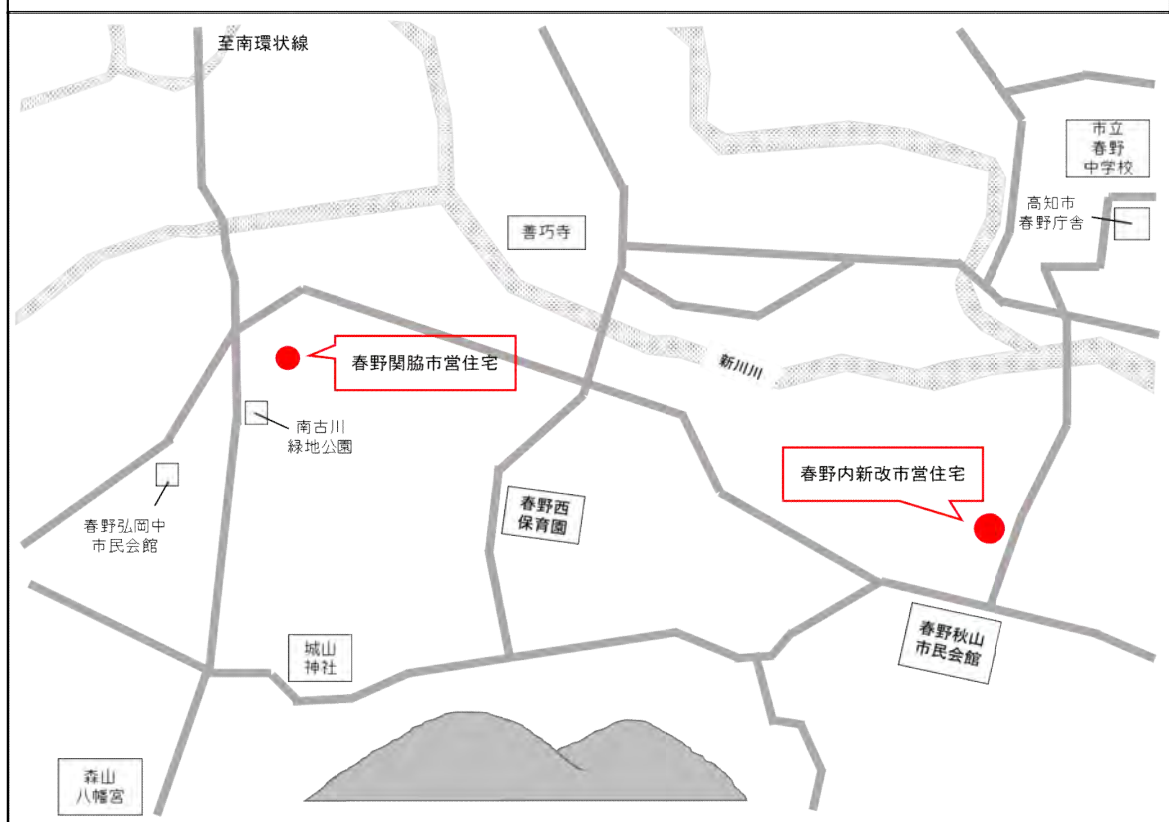 至南環状線
市立
春野
中学校
高知市
春野庁舎
善巧寺
春野関脇市営住宅
新川川
南古川
緑地公園
春野内新改市営住宅
春野弘岡中
市民会館
春野西
保育園
春野秋山
市民会館
城山
神社
森山
八幡宮